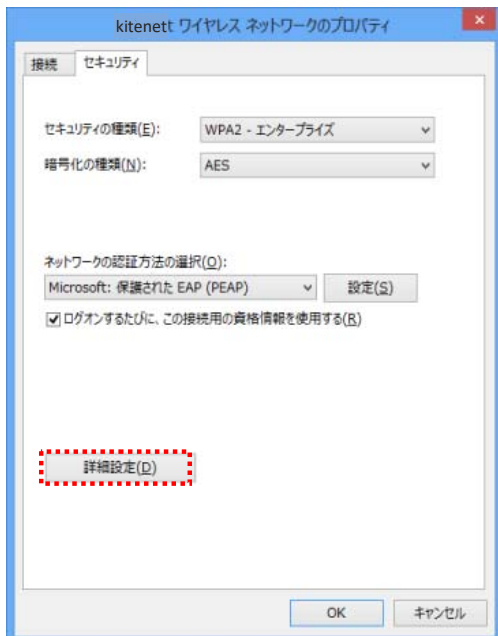 kitenett ワイヤレス ネットワークのプロパティ
接続 セキュリティ
セキュリティの種類(E): WPA2 - エンタープライズ
暗号化の種類(N): AES
ネットワークの認証方法の選択(O):
Microsoft: 保護された EAP (PEAP) 設定(S)
ログオンするたびに、この接続用の資格情報を使用する(R)
詳細設定(D)
OK キャンセル